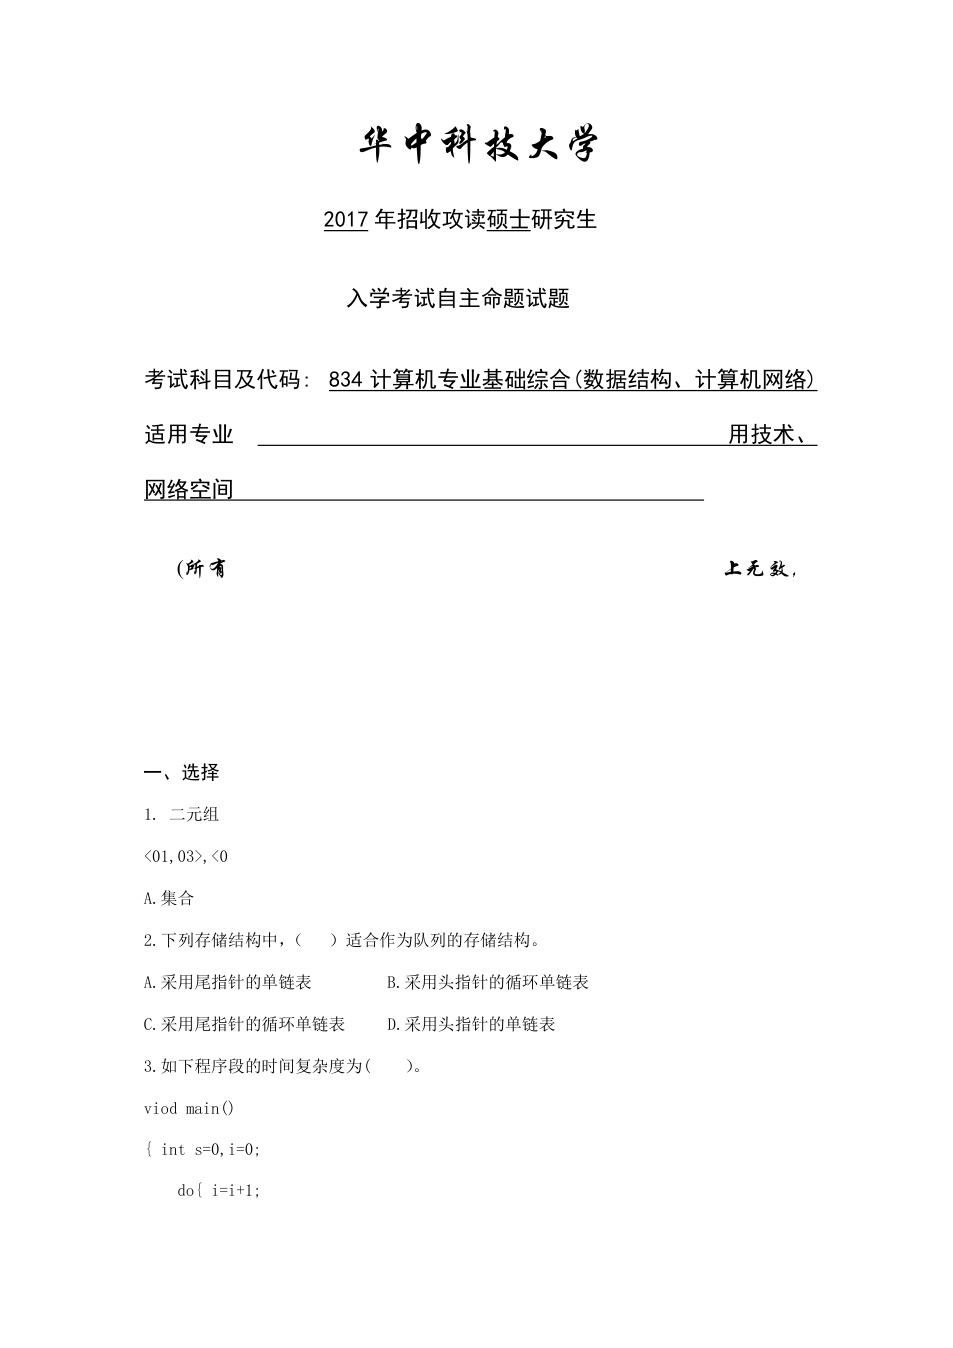 华中科技大学
2017 年招收攻读硕士研究生
入学考试自主命题试题
考试科目及代码: 834 计算机专业基础综合(数据结构、计算机网络)
适用专业 用技术、
网络空间
(所有 上无效,
一、选择
1. 二元组
<01,03>,<0
A.集合
2.下列存储结构中,( )适合作为队列的存储结构。
A.采用尾指针的单链表 B.采用头指针的循环单链表
C.采用尾指针的循环单链表 D.采用头指针的单链表
3.如下程序段的时间复杂度为( )。
viod main()
{ int s=0,i=0;
do{ i=i+1;